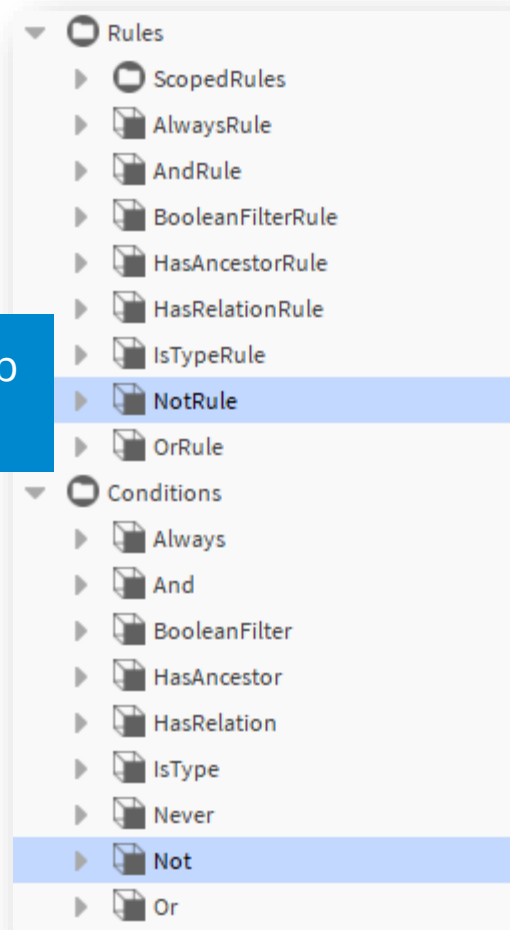 Rules
ScopedRules
AlwaysRule
AndRule
BooleanFilterRule
HasAncestorRule
HasRelationRule
IsTypeRule
NotRule
OrRule
Conditions
Always
And
BooleanFilter
HasAncestor
HasRelation
IsType
Never
Not
Or